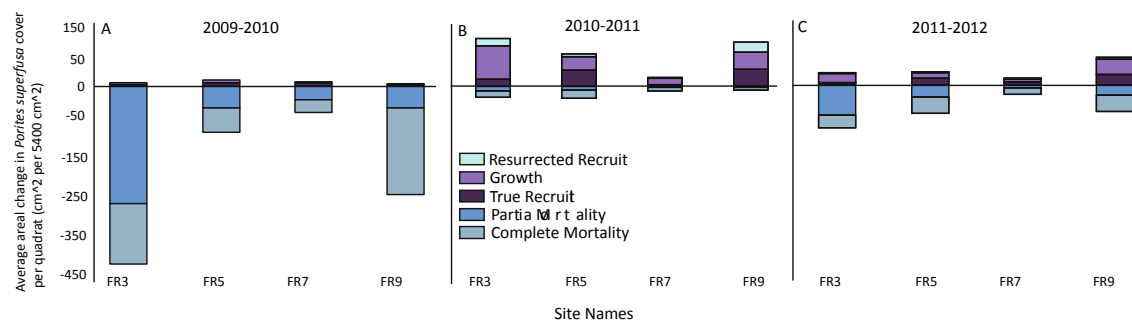 A
2009-2010
B
2010-2011
C
2011-2012
Average areal change in Porites superfusa cover
per quadrat (cm^2 per 5400 cm^2)
150
50
0
-50
-150
-250
-350
-450
Resurrected Recruit
Growth
True Recruit
Partia M r t ality
Complete Mortality
FR3 FR5 FR7 FR9
FR3 FR5 FR7 FR9
FR3 FR5 FR7 FR9
Site Names